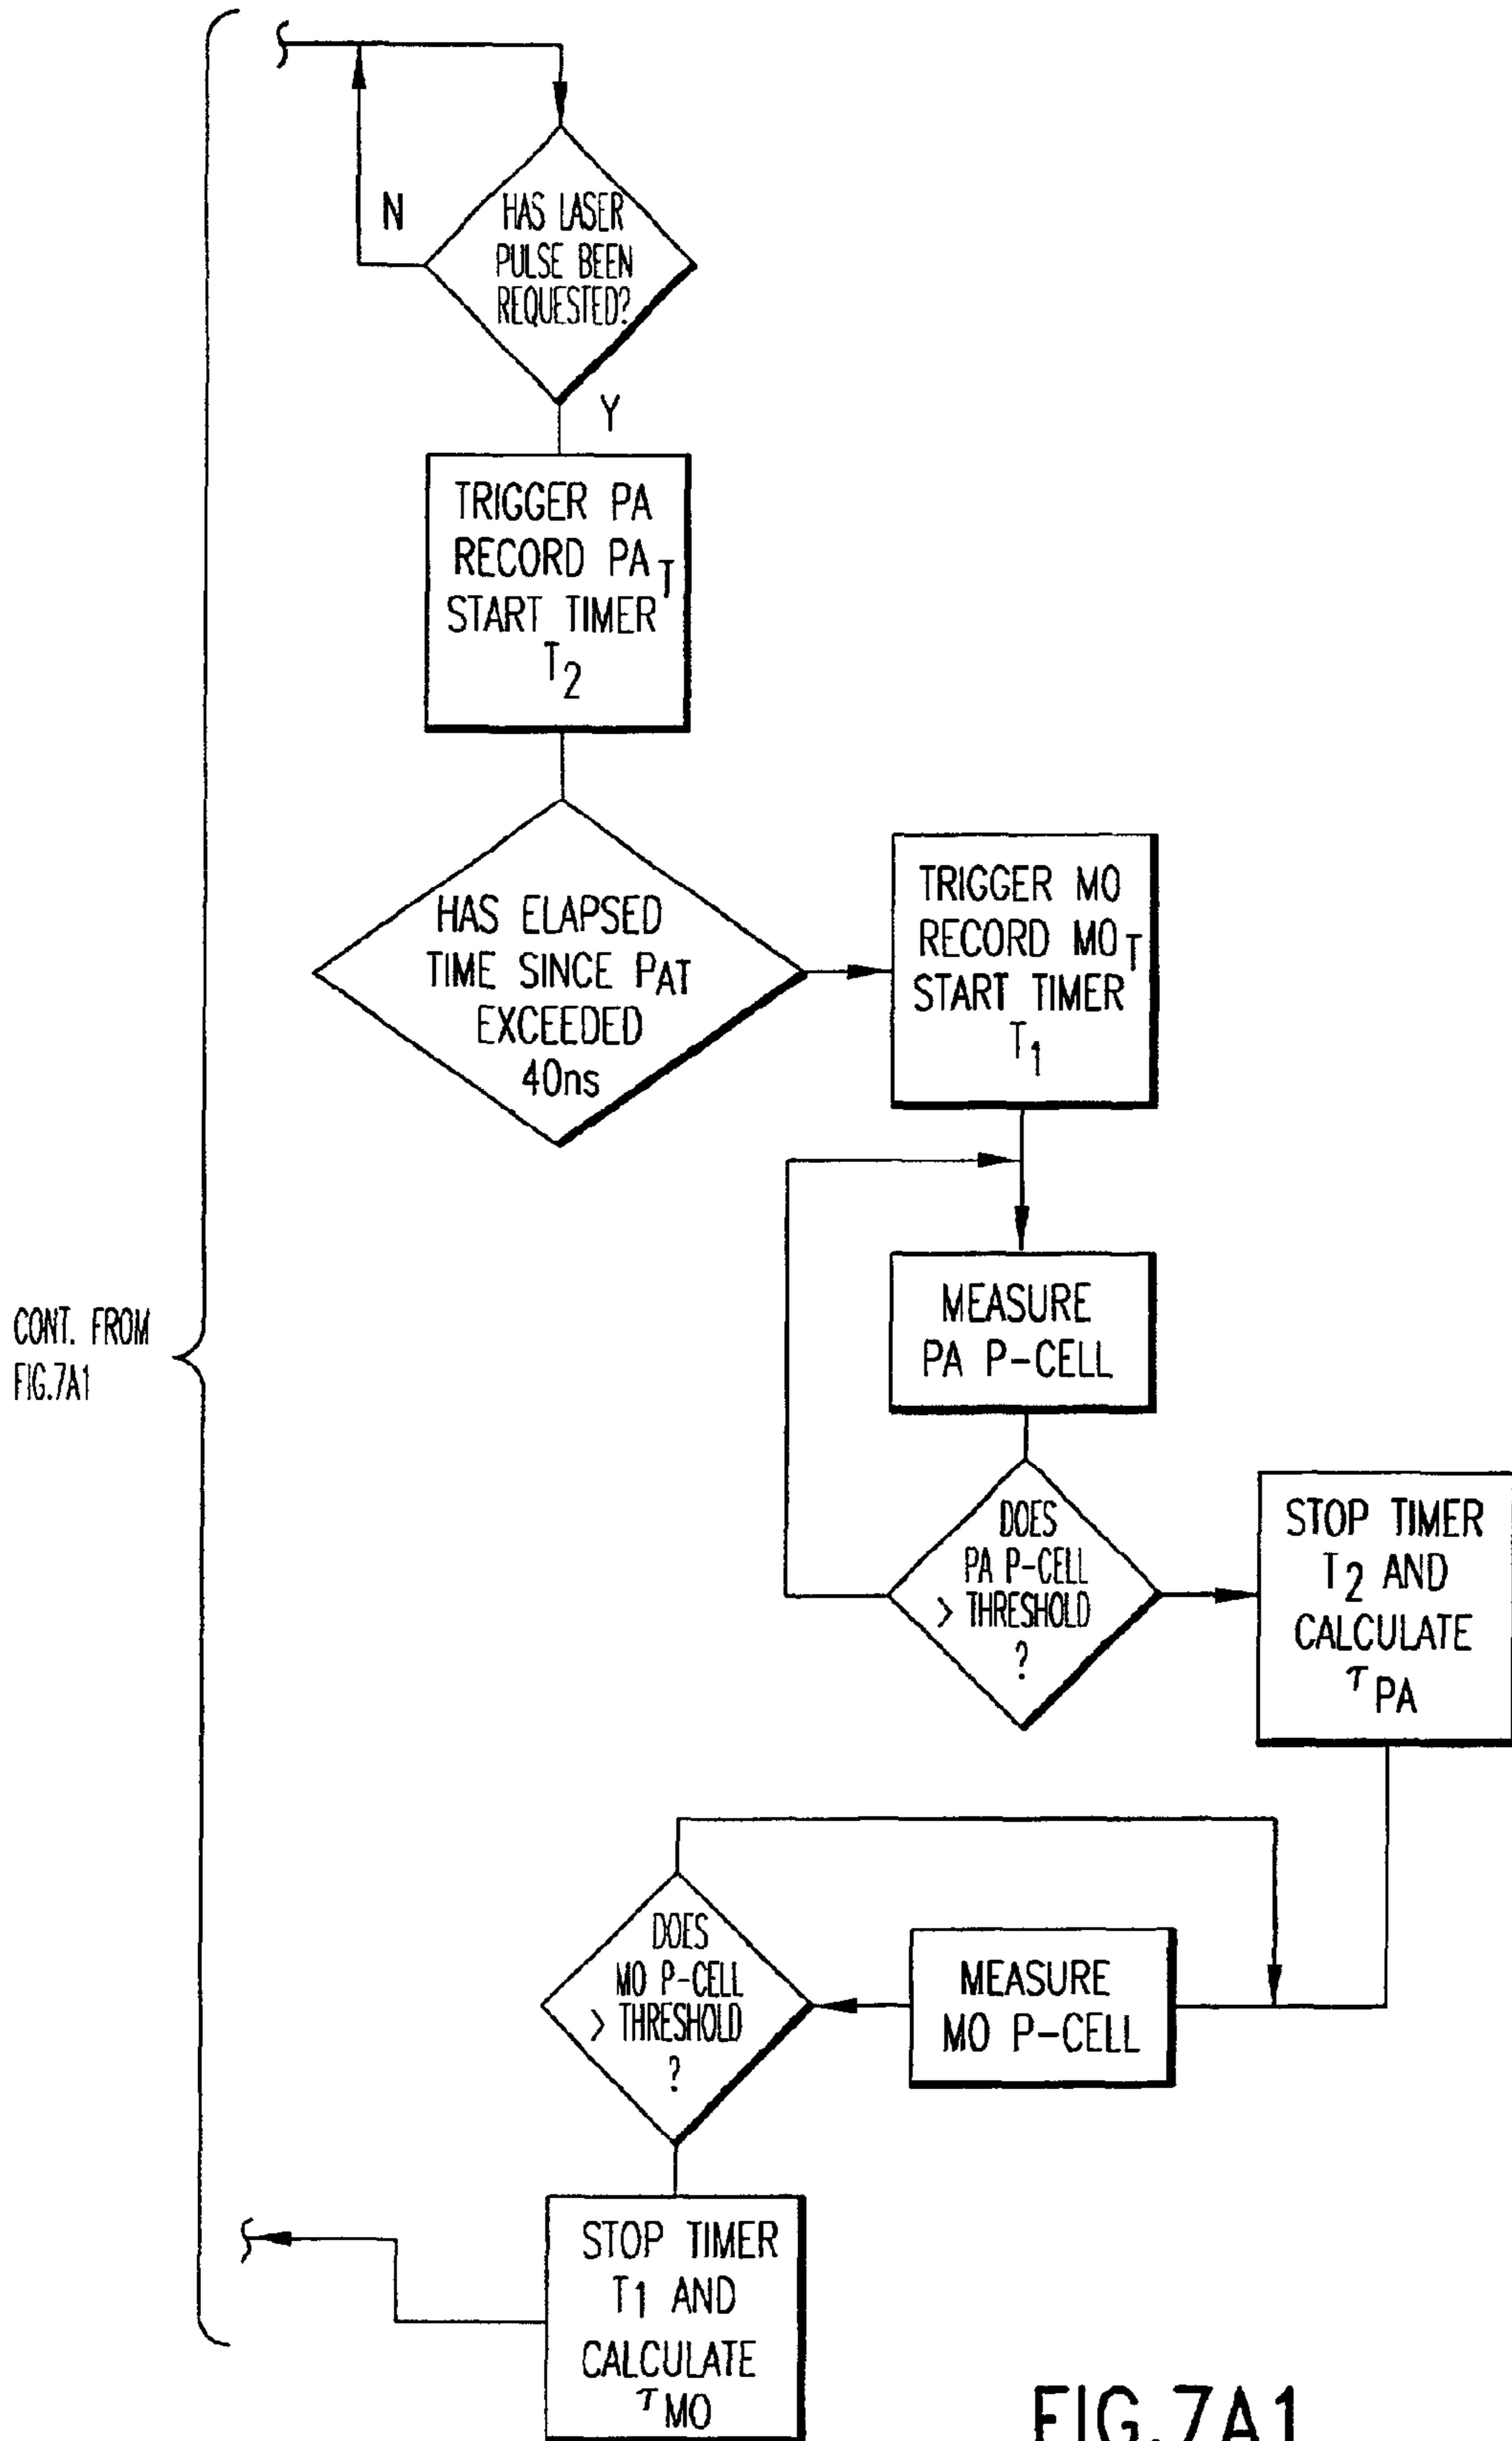 HAS LASER
PULSE BEEN
REQUESTED?
N
Y
TRIGGER PA
RECORD PA T
START TIMER
T2
HAS ELAPSED
TIME SINCE PAT
EXCEEDED
40ns
TRIGGER MO
RECORD MO T
START TIMER
T1
CONT. FROM
FIG.7A1
MEASURE
PA P-CELL
DOES
PA P-CELL
> THRESHOLD
?
STOP TIMER
T2 AND
CALCULATE
τ PA
DOES
MO P-CELL
> THRESHOLD
?
MEASURE
MO P-CELL
STOP TIMER
T1 AND
CALCULATE
τ MO
FIG.7A1